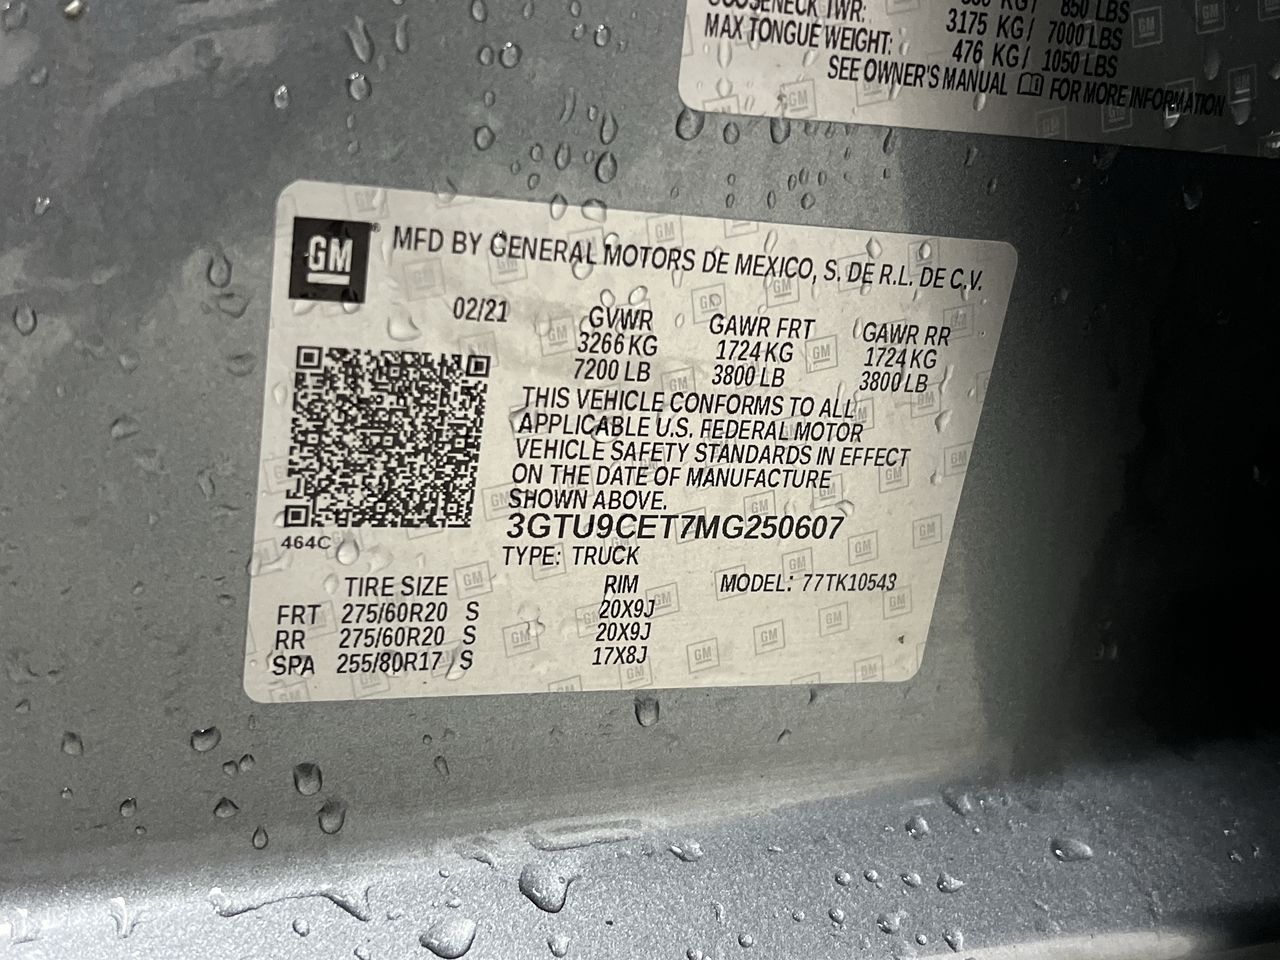 GOOSENECK TWR:
850 LBS
3175 KG/ 7000 LBS
MAX TONGUE WEIGHT: 476 KG/ 1050 LBS
SEE OWNER'S MANUAL FOR MORE INFORMATION
GM MFD BY GENERAL MOTORS DE MEXICO, S. DE R.L. DE C.V.
02/21 GVWR GAWR FRT GAWR RR
3266 KG 1724 KG 1724 KG
7200 LB 3800 LB 3800 LB
THIS VEHICLE CONFORMS TO ALL
APPLICABLE U.S. FEDERAL MOTOR
VEHICLE SAFETY STANDARDS IN EFFECT
ON THE DATE OF MANUFACTURE
SHOWN ABOVE.
3GTU9CET7MG250607
464C
TYPE: TRUCK
TIRE SIZE RIM MODEL: 77TK10543
FRT 275/60R20 S 20X9J
RR 275/60R20 S 20X9J
SPA 255/80R17 S 17X8J